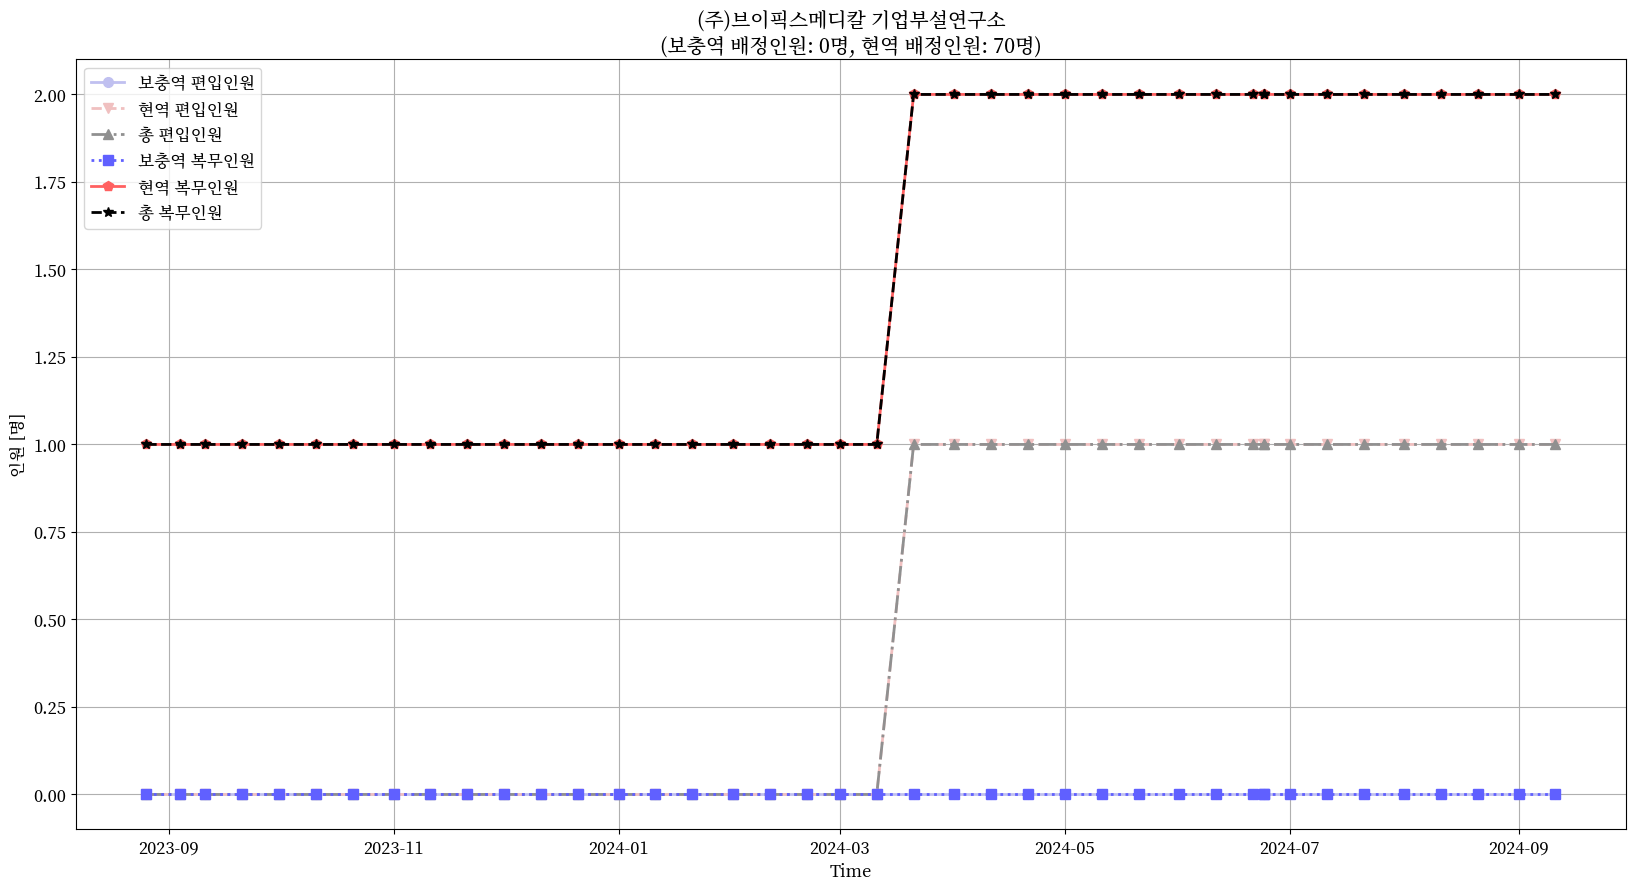 (주)브이픽스메디칼 기업부설연구소
(보충역 배정인원: 0명, 현역 배정인원: 70명)
보충역 편입인원
현역 편입인원
총 편입인원
보충역 복무인원
현역 복무인원
총 복무인원
2.00
1.75
1.50
1.25
1.00
0.75
0.50
0.25
0.00
인원 [명]
2023-09
2023-11
2024-01
2024-03
2024-05
2024-07
2024-09
Time